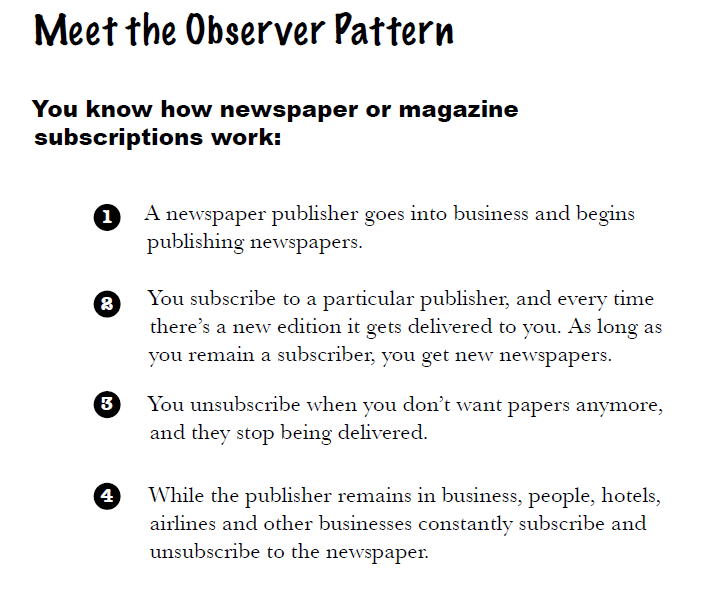 Meet the Observer Pattern
You know how newspaper or magazine
subscriptions work:
1 A newspaper publisher goes into business and begins
publishing newspapers.
2 You subscribe to a particular publisher, and every time
there’s a new edition it gets delivered to you. As long as
you remain a subscriber, you get new newspapers.
3 You unsubscribe when you don’t want papers anymore,
and they stop being delivered.
4 While the publisher remains in business, people, hotels,
airlines and other businesses constantly subscribe and
unsubscribe to the newspaper.